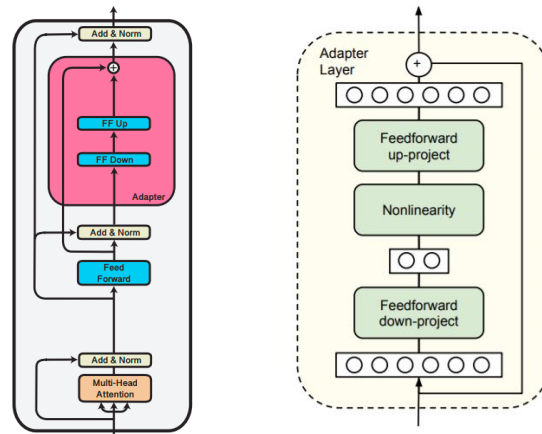 Add & Norm
+
FF Up
FF Down
Adapter
Add & Norm
Feed
Forward
Add & Norm
Multi-Head
Attention
Adapter
Layer
+
Feedforward
up-project
Nonlinearity
Feedforward
down-project